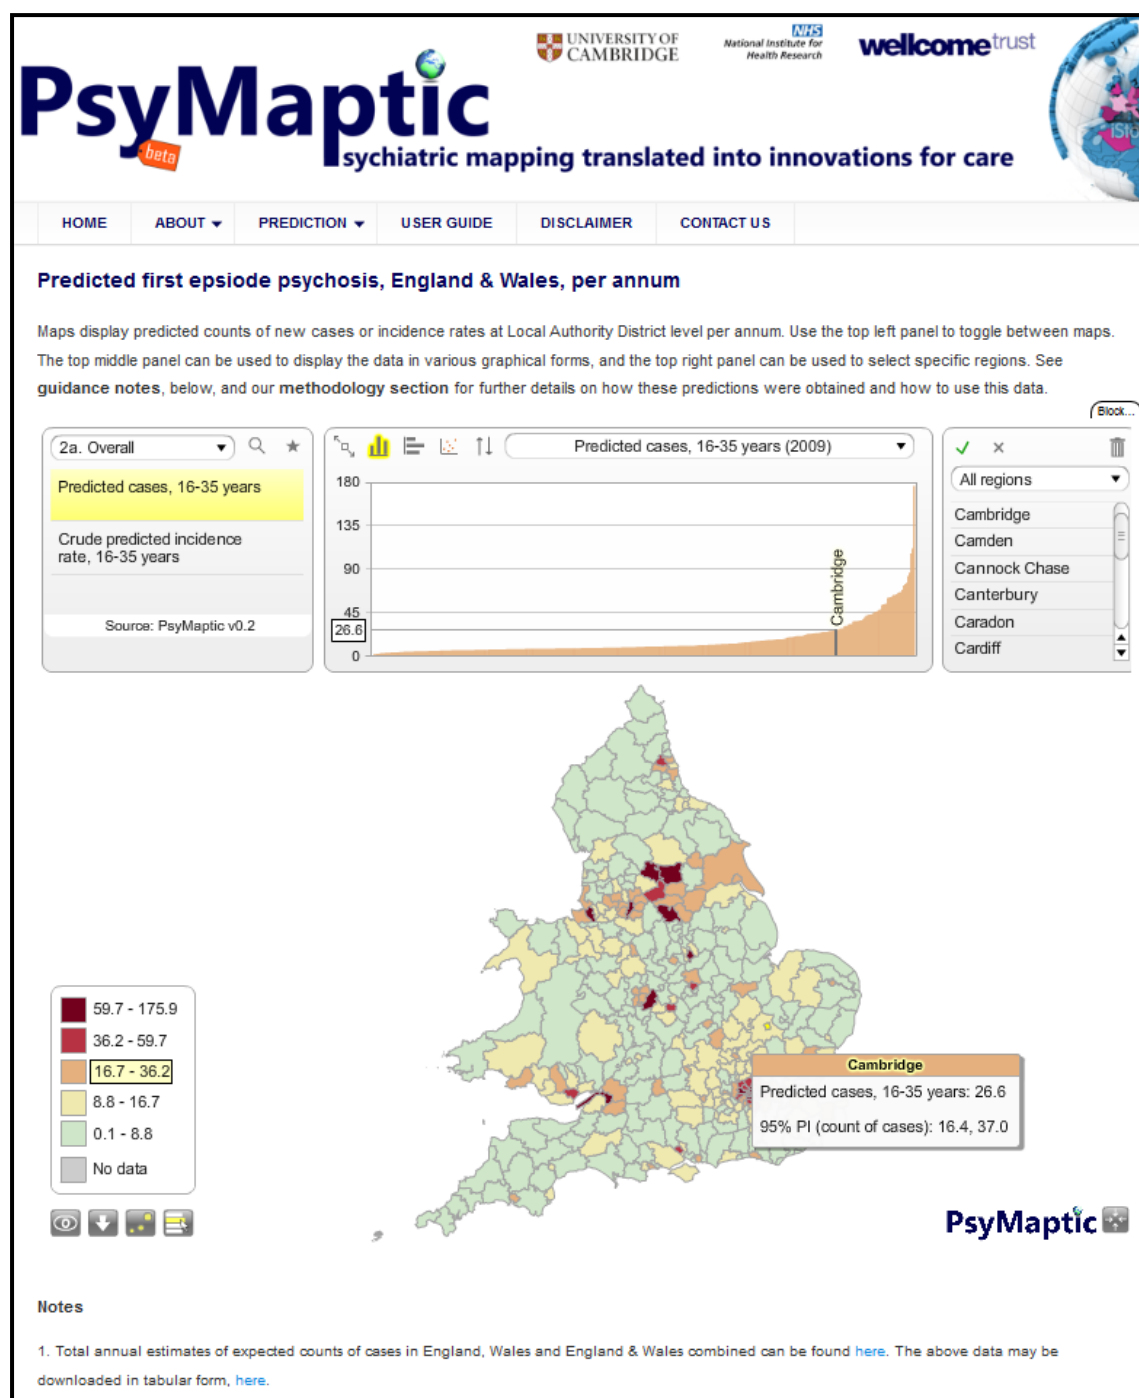 UNIVERSITY OF
CAMBRIDGE
NHS
National Institute for
Health Research
wellcometrust
PsyMaptic
beta
sychiatric mapping translated into innovations for care
HOME ABOUT PREDICTION USER GUIDE DISCLAIMER CONTACT US
Predicted first epsiode psychosis, England & Wales, per annum
Maps display predicted counts of new cases or incidence rates at Local Authority District level per annum. Use the top left panel to toggle between maps.
The top middle panel can be used to display the data in various graphical forms, and the top right panel can be used to select specific regions. See
guidance notes, below, and our methodology section for further details on how these predictions were obtained and how to use this data.
Block...
2a. Overall
Predicted cases, 16-35 years
Crude predicted incidence
rate, 16-35 years
Source: PsyMaptic v0.2
Predicted cases, 16-35 years (2009)
180
135
90
45
26.6
0
Cambridge
All regions
Cambridge
Camden
Cannock Chase
Canterbury
Caradon
Cardiff
59.7 - 175.9
36.2 - 59.7
16.7 - 36.2
8.8 - 16.7
0.1 - 8.8
No data
Cambridge
Predicted cases, 16-35 years: 26.6
95% PI (count of cases): 16.4, 37.0
PsyMaptic
Notes
1. Total annual estimates of expected counts of cases in England, Wales and England & Wales combined can be found here. The above data may be
downloaded in tabular form, here.